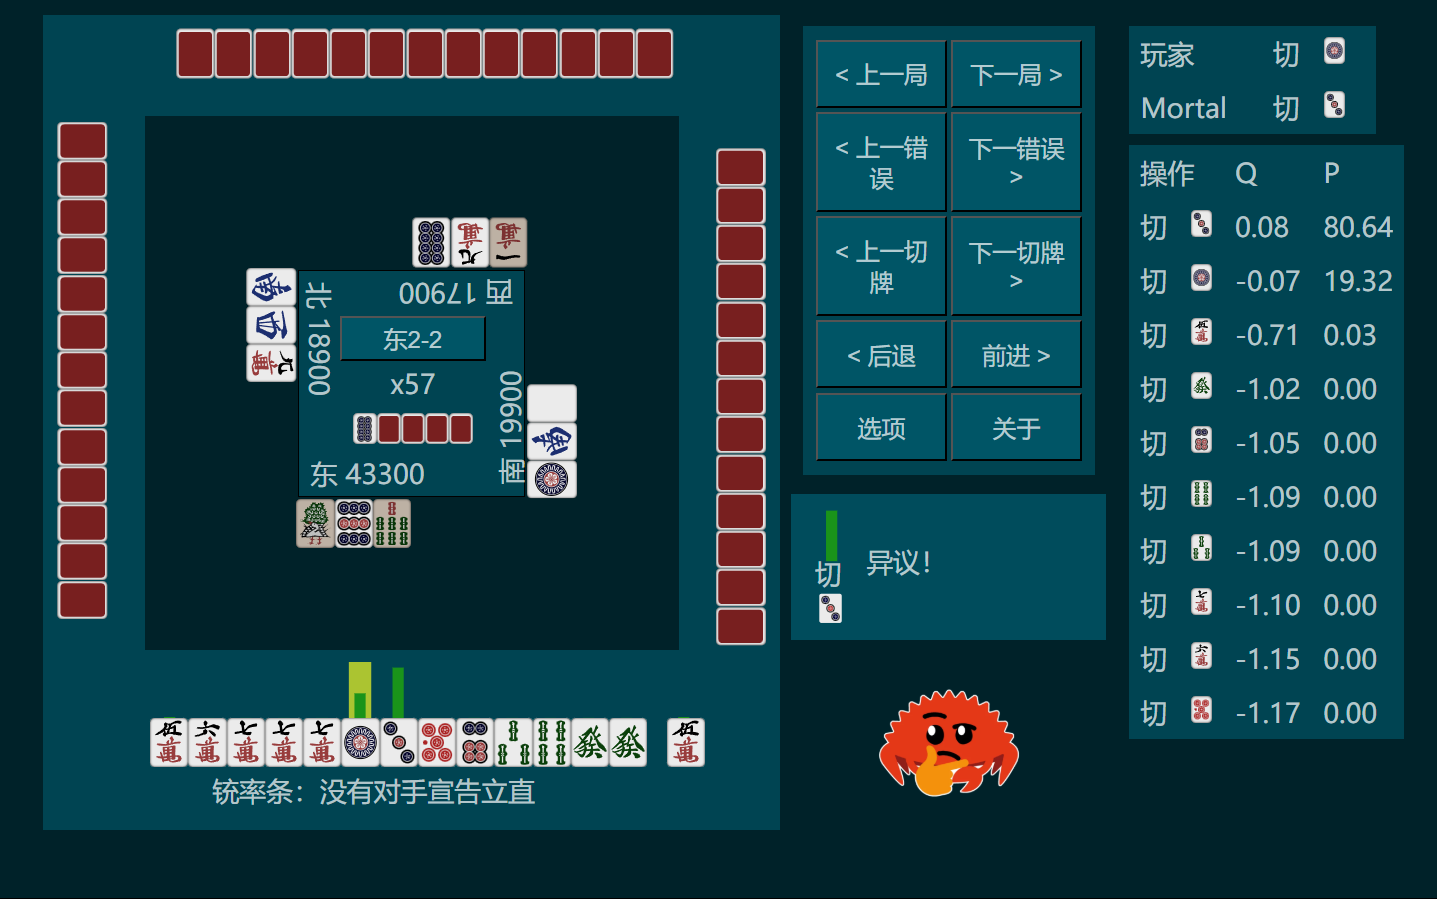 < 上一局
下一局 >
< 上一错
误
下一错误
>
< 上一切
牌
下一切牌
>
< 后退
前进 >
选项
关于
玩家 切
Mortal 切
操作 Q P
切 0.08 80.64
切 -0.07 19.32
切 -0.71 0.03
切 -1.02 0.00
切 -1.05 0.00
切 -1.09 0.00
切 -1.09 0.00
切 -1.10 0.00
切 -1.15 0.00
切 -1.17 0.00
西 17900
北 18900
东2-2
x57
南 19900
东 43300
切
异议！
铳率条：没有对手宣告立直